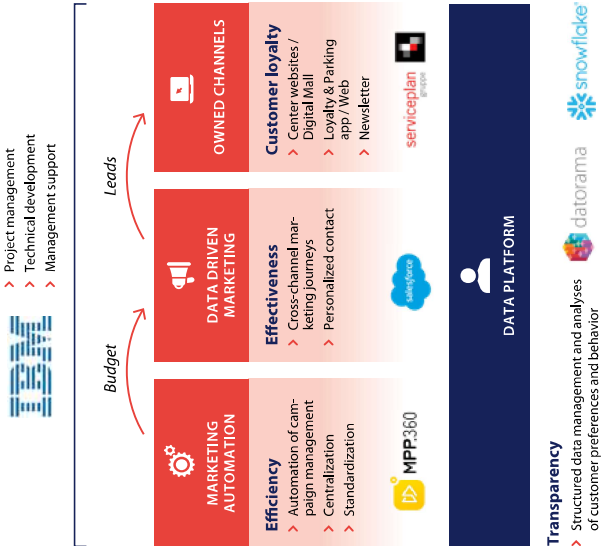 IBM
Project management
Technical development
Management support
Budget
Leads
MARKETING
AUTOMATION
Efficiency
Automation of cam-
paign management
Centralization
Standardization
MPP.360
DATA DRIVEN
MARKETING
Effectiveness
Cross-channel mar-
keting journeys
Personalized contact
salesforce
OWNED CHANNELS
Customer loyalty
Center websites /
Digital Mall
Loyalty & Parking
app / Web
Newsletter
serviceplan
gruppe
DATA PLATFORM
Transparency
Structured data management and analyses
of customer preferences and behavior
datorama
snowflake